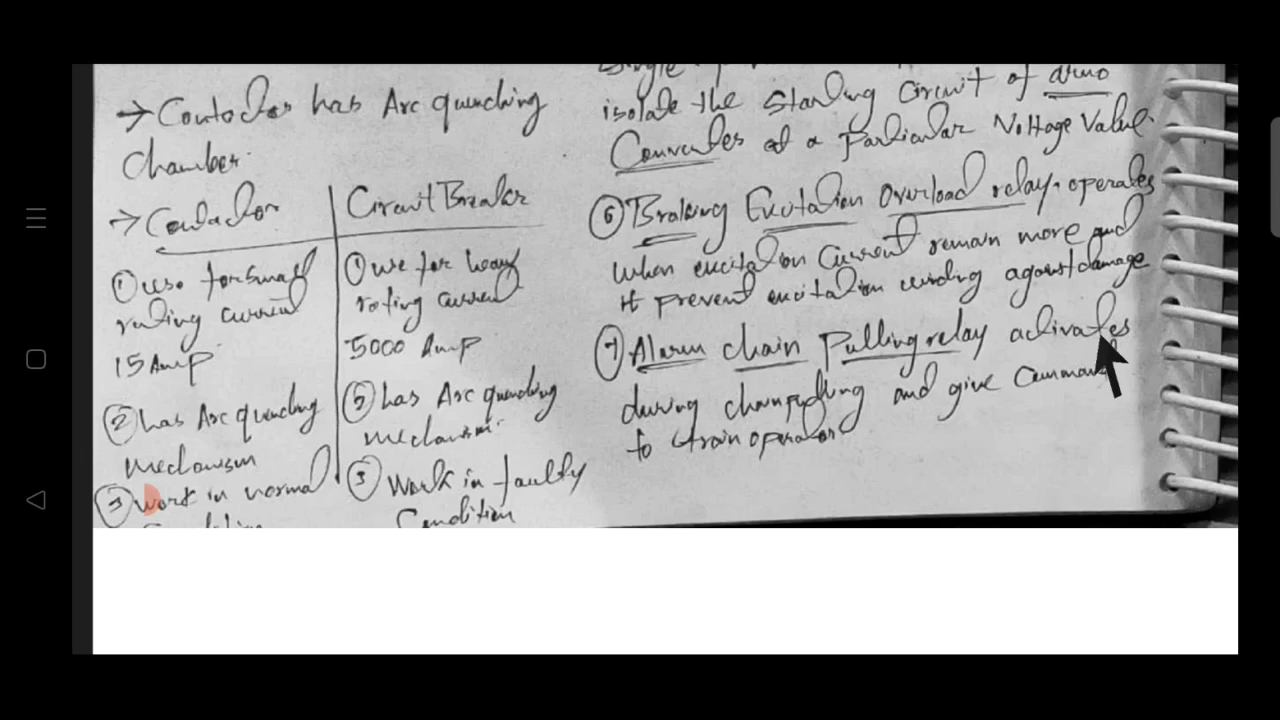 → Contactor has Arc quenching
Chamber.
→ Contactor
① use for small
rating current
15 Amp
② has Arc quenching
Mechanism
③ work in normal
Circuit Breaker
① use for heavy
rating current
5000 Amp
② has Arc quenching
mechanism.
③ Work in faulty
Condition
Single
isolate the starting circuit of arno
Converter at a particular Voltage Value.
⑥ Braking Excitation Overload relay. operates
when excitation current remain more and
it prevent excitation winding against damage
⑦ Alarm chain Pulling relay activates
during chainpulling and give
to train operator